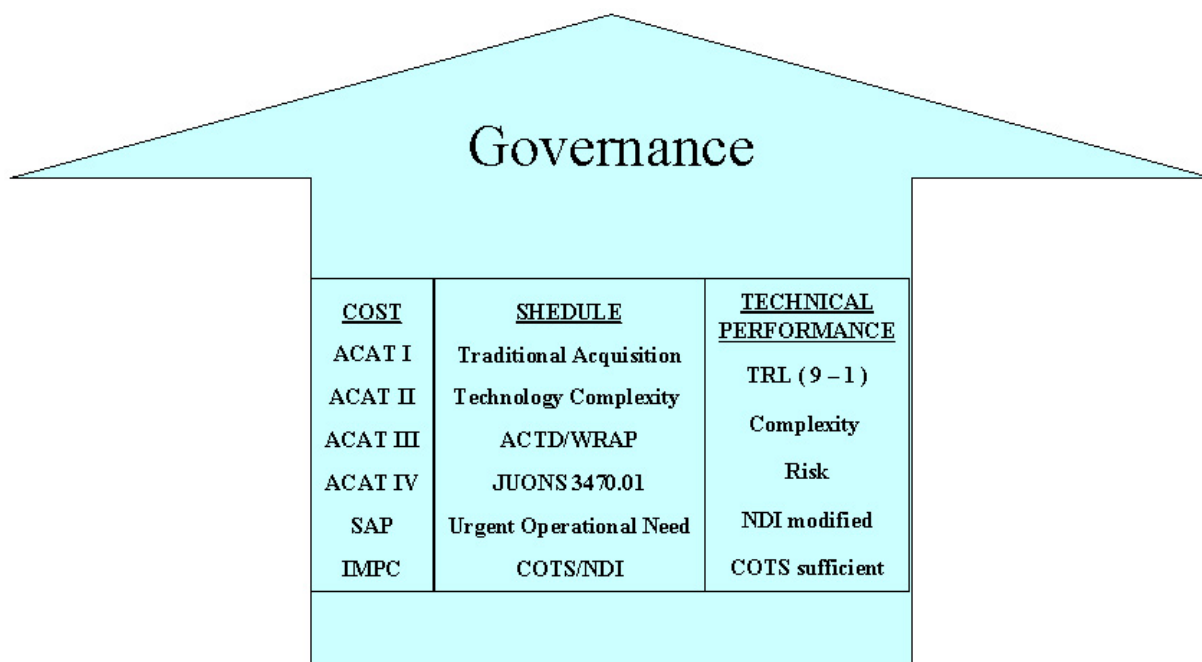 Governance
COST
ACAT I
ACAT II
ACAT III
ACAT IV
SAP
IMPC
SHEDULE
Traditional Acquisition
Technology Complexity
ACTD/WRAP
JUONS 3470.01
Urgent Operational Need
COTS/NDI
TECHNICAL
PERFORMANCE
TRL ( 9 – 1 )
Complexity
Risk
NDI modified
COTS sufficient